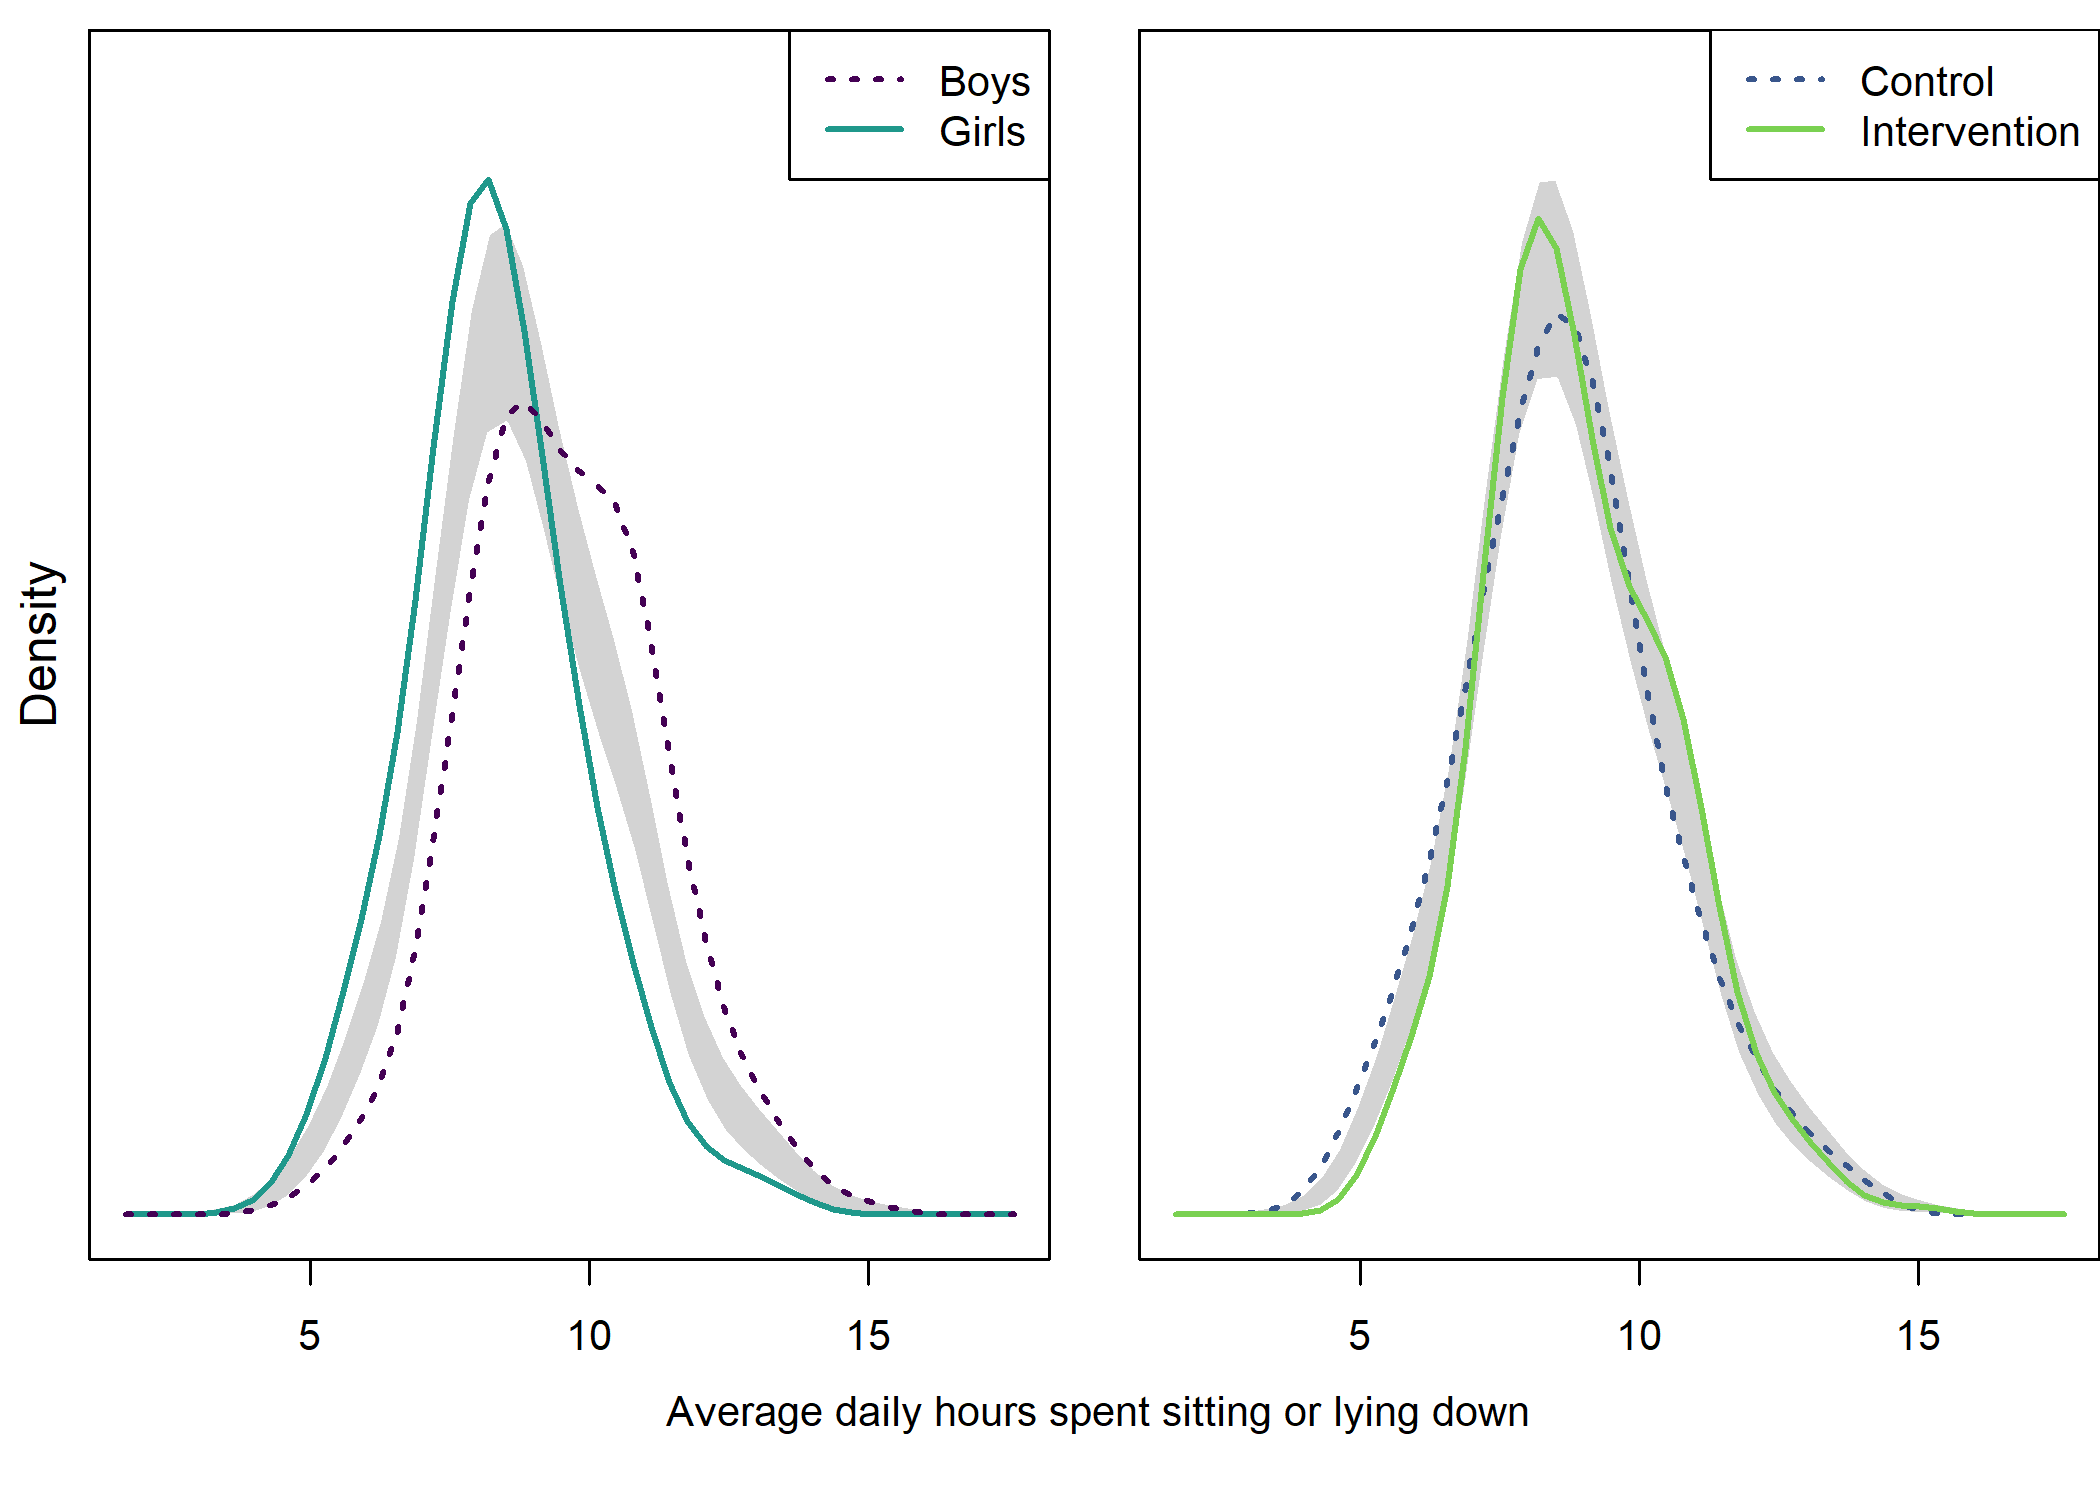 Boys
Girls
Control
Intervention
Density
5 10 15
5 10 15
Average daily hours spent sitting or lying down